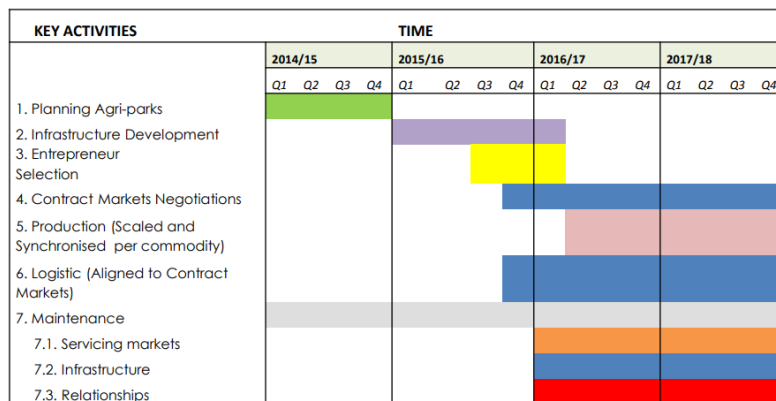 KEY ACTIVITIES TIME
2014/15 2015/16 2016/17 2017/18
Q1 Q2 Q3 Q4 Q1 Q2 Q3 Q4 Q1 Q2 Q3 Q4 Q1 Q2 Q3 Q4
1. Planning Agri-parks
2. Infrastructure Development
3. Entrepreneur
Selection
4. Contract Markets Negotiations
5. Production (Scaled and
Synchronised per commodity)
6. Logistic (Aligned to Contract
Markets)
7. Maintenance
7.1. Servicing markets
7.2. Infrastructure
7.3. Relationships